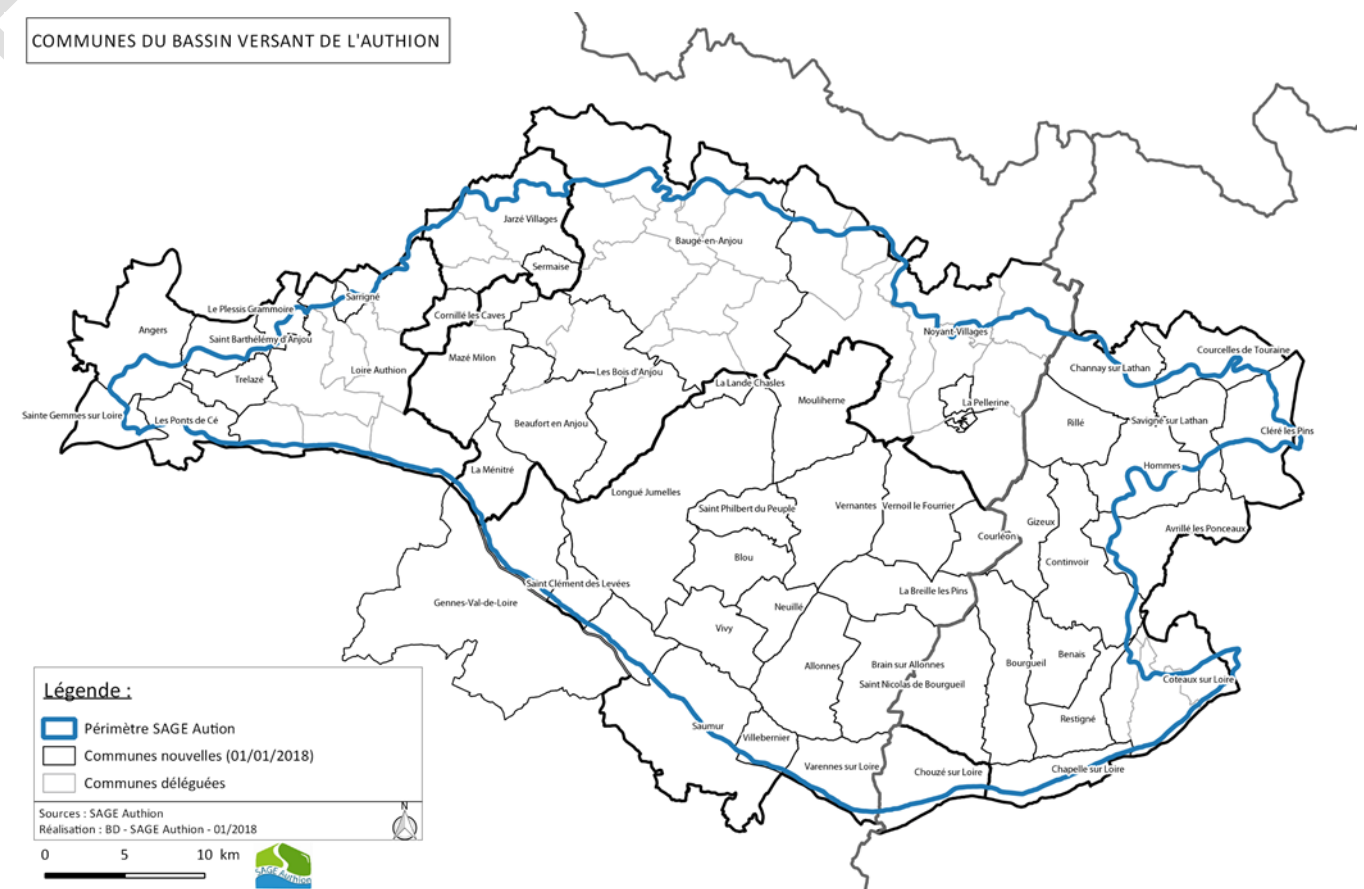 COMMUNES DU BASSIN VERSANT DE L'AUTHION
Jarzé Villages
Baugé-en-Anjou
Sermaise
Sarrigné
Le Plessis Grammoire
Cornillé les Caves
Angers
Saint Barthélémy d'Anjou
Noyant-Villages
Courcelles de Touraine
Mazé Milon
Loire Authion
Les Bois d'Anjou
Channay sur Lathan
Trelazé
La Lande Chasles
Mouliherne
La Pellerine
Sainte Gemmes sur Loire
Les Ponts de Cé
Beaufort en Anjou
Rillé
Savigné sur Lathan
Cléré les Pins
La Ménitré
Hommes
Longué Jumelles
Saint Philbert du Peuple
Vernantes
Vernoil le Fourrier
Gizeux
Avrillé les Ponceaux
Courléon
Blou
Continvoir
Saint Clément des Levées
La Breille les Pins
Gennes-Val-de-Loire
Neuillé
Vivy
Benais
Allonnes
Brain sur Allonnes
Bourgueil
Saint Nicolas de Bourgueil
Coteaux sur Loire
Restigné
Saumur
Villebernier
Varennes sur Loire
Chouzé sur Loire
Chapelle sur Loire
Légende :
Périmètre SAGE Aution
Communes nouvelles (01/01/2018)
Communes déléguées
Sources : SAGE Authion
Réalisation : BD - SAGE Authion - 01/2018
N
0 5 10 km
SAGE Authion